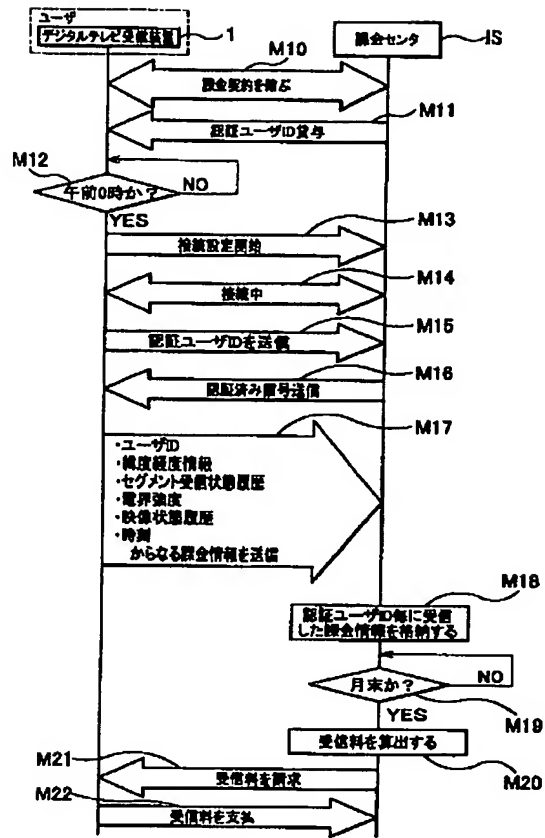 ユーザ
デジタルテレビ受信装置
1
課金センタ
IS
M10
課金契約を結ぶ
M11
認証ユーザID貸与
M12
午前0時か?
NO
YES
M13
接続設定開始
M14
接続中
M15
認証ユーザIDを送信
M16
認証済み信号送信
M17
・ユーザID
・緯度経度情報
・セグメント受信状態履歴
・電界強度
・映像状態履歴
・時刻
からなる課金情報を送信
M18
認証ユーザID毎に受信
した課金情報を格納する
月末か?
NO
M19
YES
受信料を算出する
M20
M21
受信料を請求
M22
受信料を支払